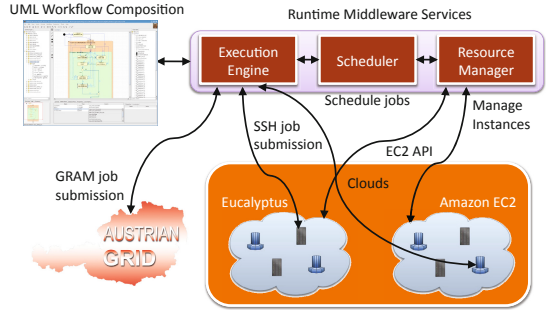 UML Workflow Composition
Runtime Middleware Services
Execution
Engine
Scheduler
Resource
Manager
Schedule jobs
Manage
Instances
SSH job
submission
EC2 API
GRAM job
submission
Clouds
Eucalyptus
Amazon EC2
AUSTRIAN
GRID